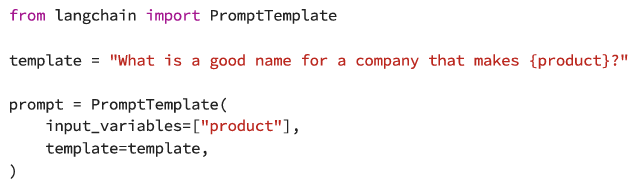 from langchain import PromptTemplate
template = "What is a good name for a company that makes {product}?"
prompt = PromptTemplate(
    input_variables=["product"],
    template=template,
)